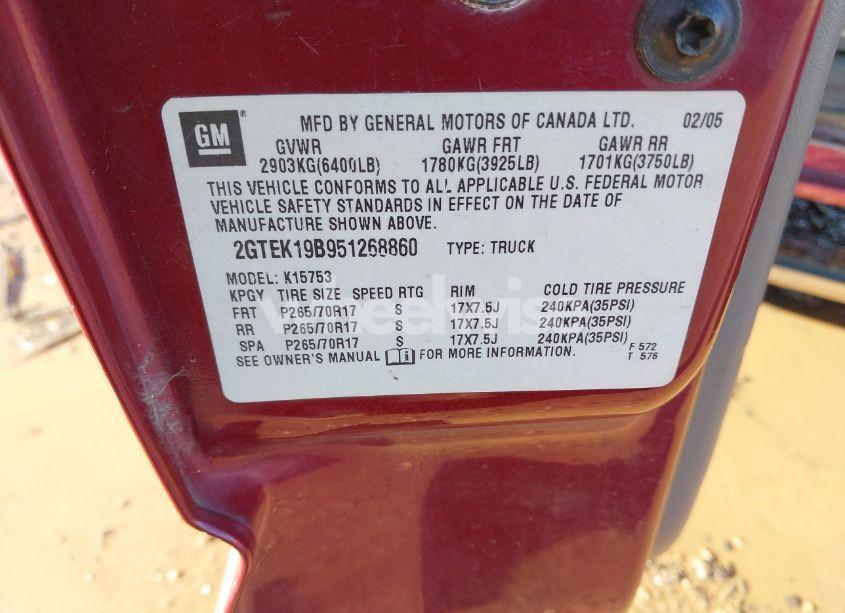 GM ® MFD BY GENERAL MOTORS OF CANADA LTD. 02/05
GVWR GAWR FRT GAWR RR
2903KG(6400LB) 1780KG(3925LB) 1701KG(3750LB)
THIS VEHICLE CONFORMS TO ALL APPLICABLE U.S. FEDERAL MOTOR
VEHICLE SAFETY STANDARDS IN EFFECT ON THE DATE OF
MANUFACTURE SHOWN ABOVE.
2GTEK19B951268860 TYPE: TRUCK
MODEL: K15753
KPGY TIRE SIZE SPEED RTG RIM COLD TIRE PRESSURE
FRT P265/70R17 S 17X7.5J 240KPA(35PSI)
RR P265/70R17 S 17X7.5J 240KPA(35PSI)
SPA P265/70R17 S 17X7.5J 240KPA(35PSI)
SEE OWNER'S MANUAL i FOR MORE INFORMATION.
F 572
T 576